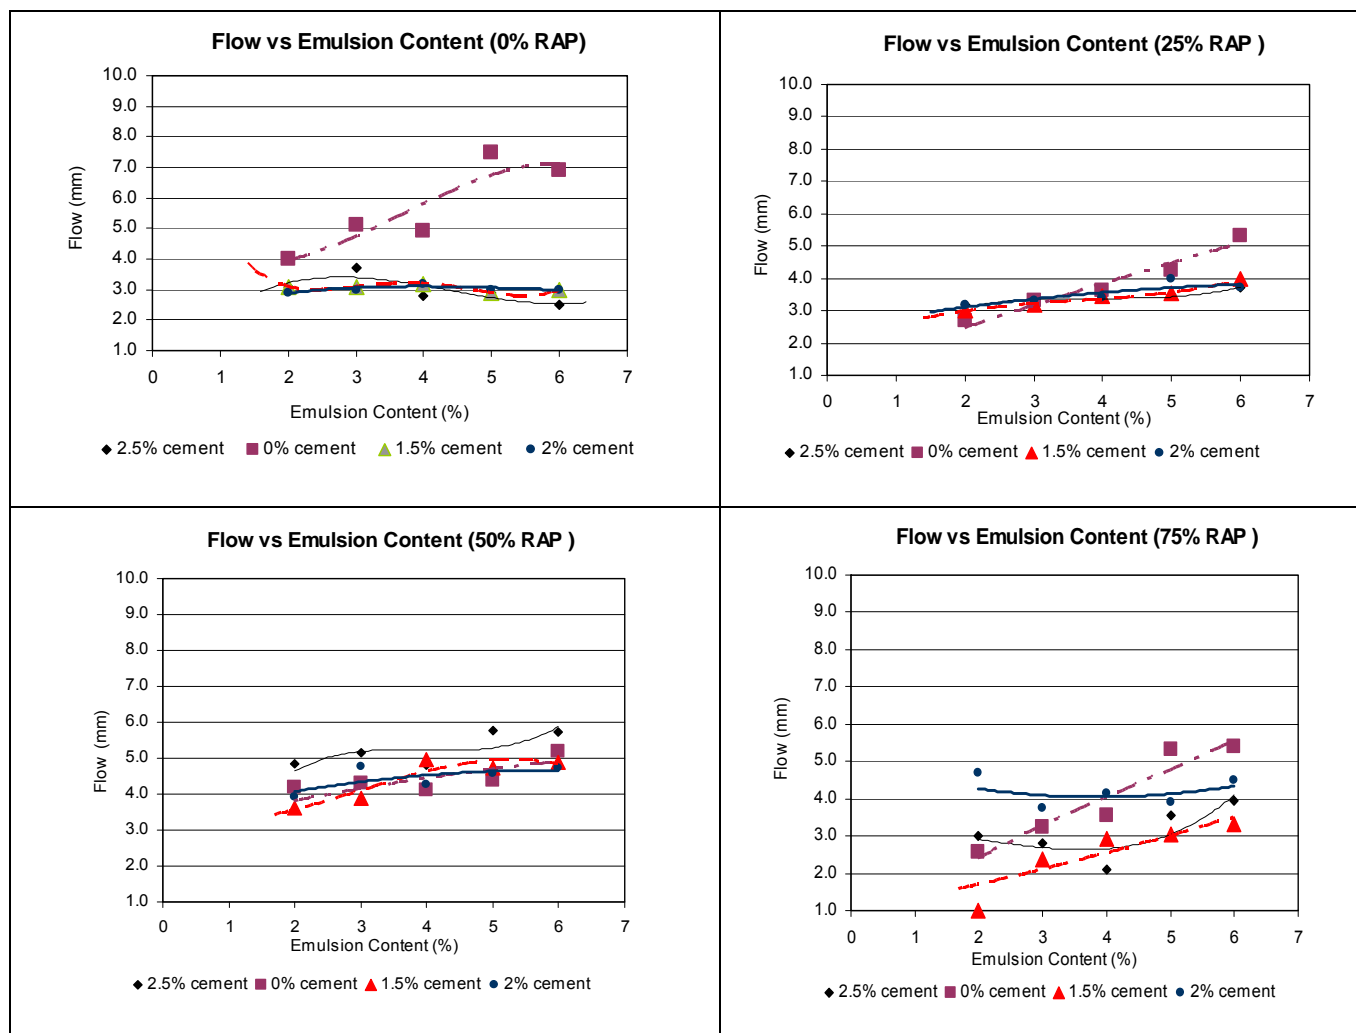 Flow vs Emulsion Content (0% RAP)
10.0
9.0
8.0
7.0
6.0
5.0
4.0
3.0
2.0
1.0
Flow (mm)
0 1 2 3 4 5 6 7
Emulsion Content (%)
2.5% cement 0% cement 1.5% cement 2% cement
Flow vs Emulsion Content (25% RAP )
10.0
9.0
8.0
7.0
6.0
5.0
4.0
3.0
2.0
1.0
Flow (mm)
0 1 2 3 4 5 6 7
Emulsion Content (%)
2.5% cement 0% cement 1.5% cement 2% cement
Flow vs Emulsion Content (50% RAP )
10.0
9.0
8.0
7.0
6.0
5.0
4.0
3.0
2.0
1.0
Flow (mm)
0 1 2 3 4 5 6 7
Emulsion Content (%)
2.5% cement 0% cement 1.5% cement 2% cement
Flow vs Emulsion Content (75% RAP )
10.0
9.0
8.0
7.0
6.0
5.0
4.0
3.0
2.0
1.0
Flow (mm)
0 1 2 3 4 5 6 7
Emulsion Content (%)
2.5% cement 0% cement 1.5% cement 2% cement